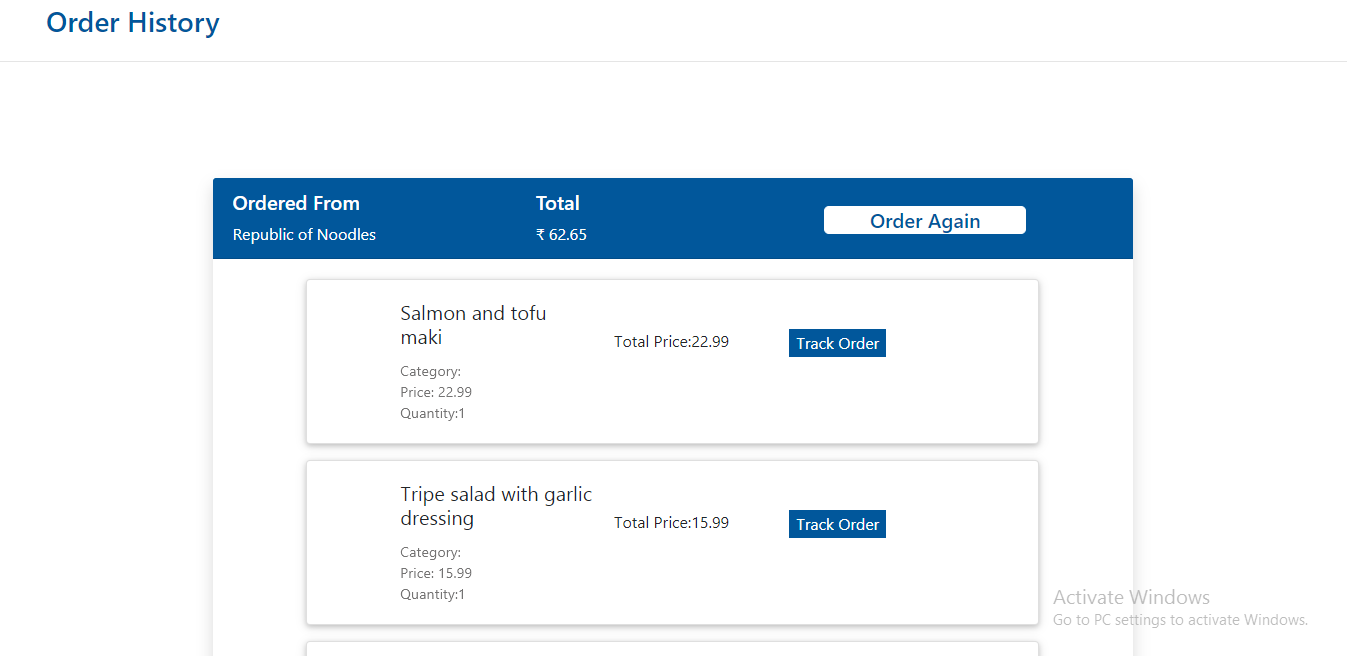 Order History
Ordered From
Republic of Noodles
Total
₹ 62.65
Order Again
Salmon and tofu
maki
Category:
Price: 22.99
Quantity:1
Total Price:22.99
Track Order
Tripe salad with garlic
dressing
Category:
Price: 15.99
Quantity:1
Total Price:15.99
Track Order
Activate Windows
Go to PC settings to activate Windows.